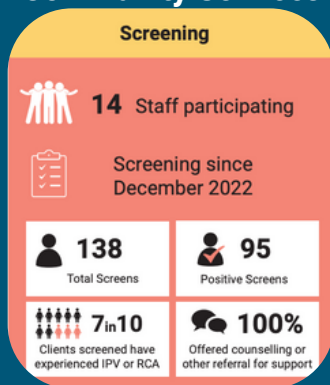 Screening
14 Staff participating
Screening since
December 2022
138
Total Screens
95
Positive Screens
7in10
Clients screened have
experienced IPV or RCA
100%
Offered counselling or
other referral for support